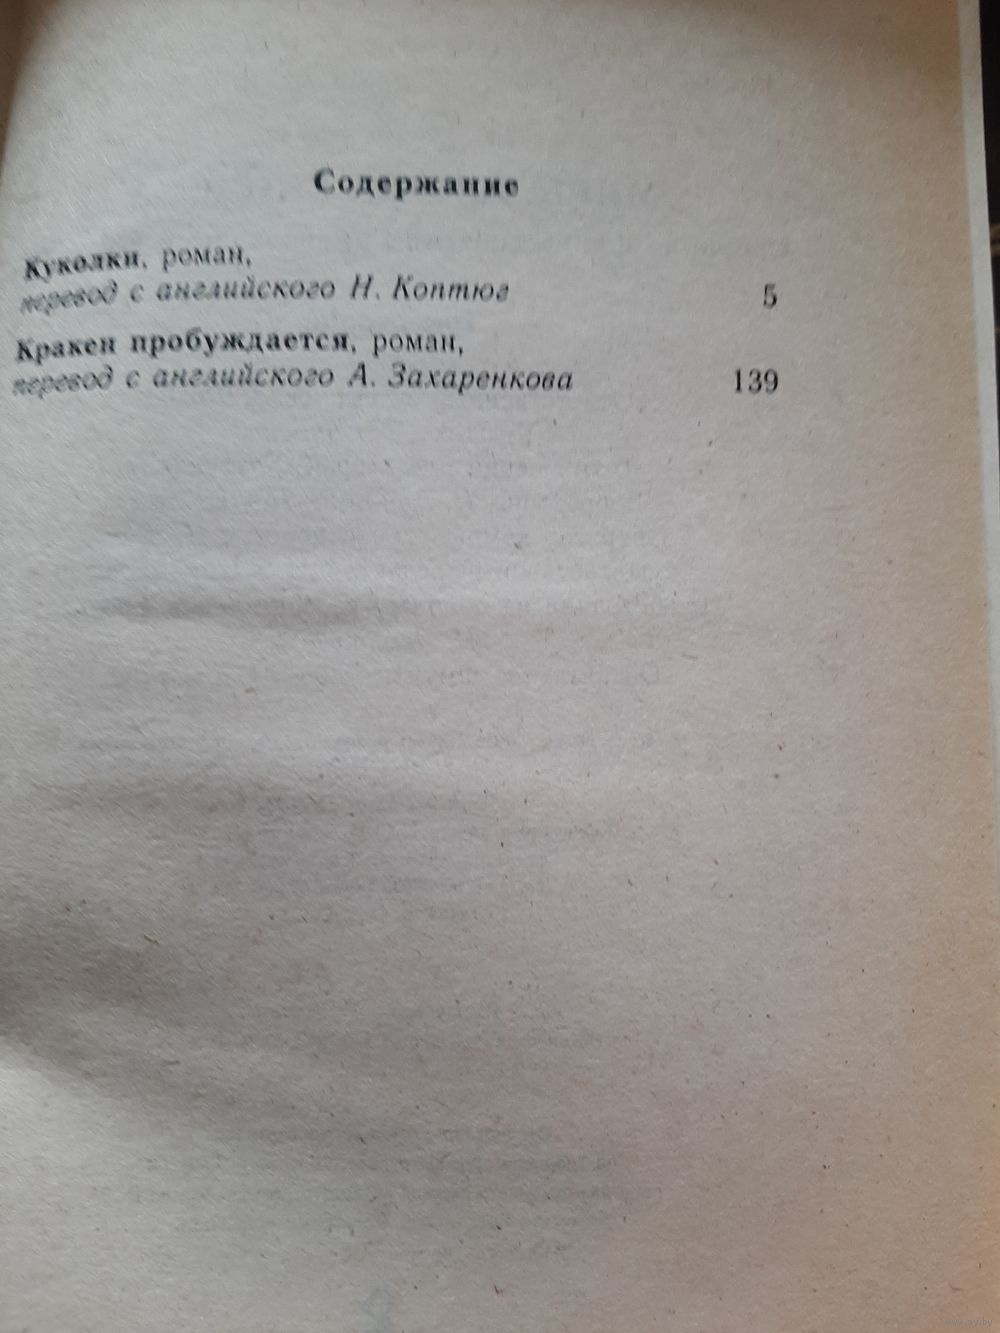 Содержание
Куколки, роман,
перевод с английского Н. Коптюг
5
Кракен пробуждается, роман,
перевод с английского А. Захаренкова
139